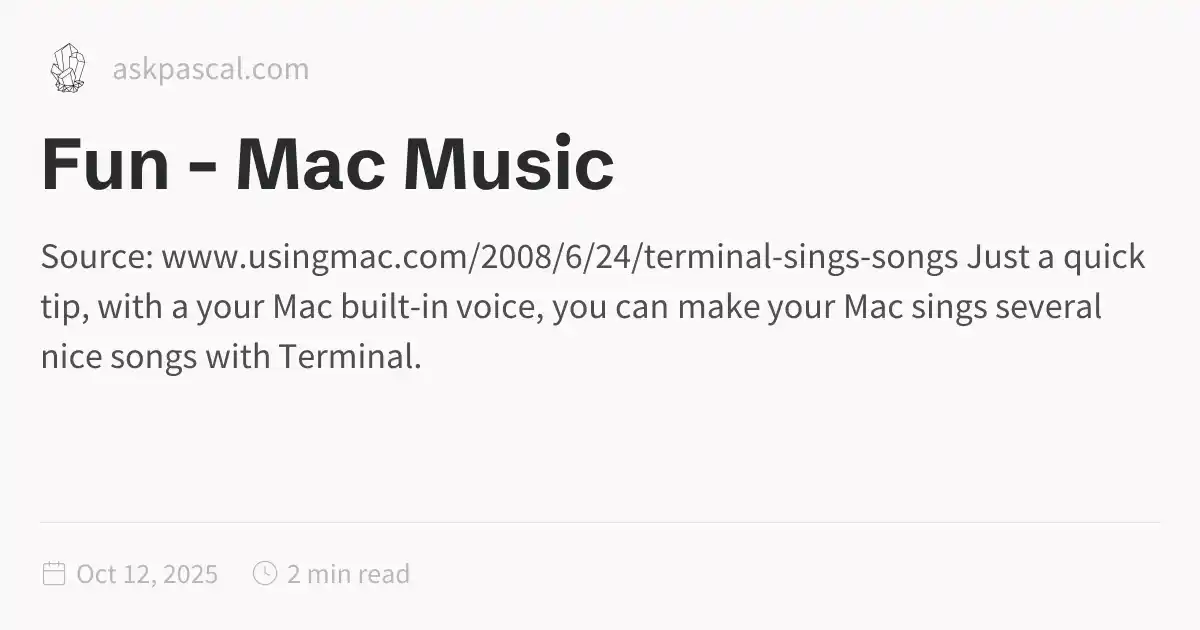 askpascal.com
Fun - Mac Music
Source: www.usingmac.com/2008/6/24/terminal-sings-songs Just a quick
tip, with a your Mac built-in voice, you can make your Mac sings several
nice songs with Terminal.
Oct 12, 2025 2 min read